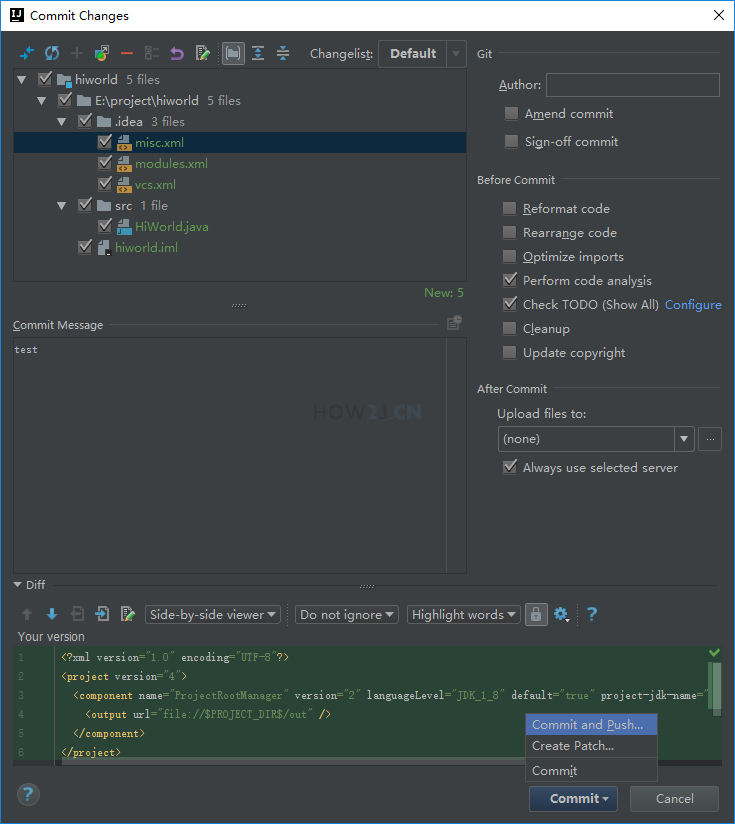 Commit Changes
Changelist: Default
Git
hiworld 5 files
E:\project\hiworld 5 files
.idea 3 files
misc.xml
modules.xml
vcs.xml
src 1 file
HiWorld.java
hiworld.iml
New: 5
Author:
Amend commit
Sign-off commit
Before Commit
Reformat code
Rearrange code
Optimize imports
Perform code analysis
Check TODO (Show All) Configure
Cleanup
Update copyright
Commit Message
test
HOW2J.CN
After Commit
Upload files to:
(none)
...
Always use selected server
Diff
Side-by-side viewer
Do not ignore
Highlight words
?
Your version
1 <?xml version="1.0" encoding="UTF-8"?>
2 <project version="4">
3 <component name="ProjectRootManager" version="2" languageLevel="JDK_1_8" default="true" project-jdk-name="
4 <output url="file://$PROJECT_DIR$/out" />
5 </component>
6 </project>
Commit and Push...
Create Patch...
Commit
?
Commit
Cancel